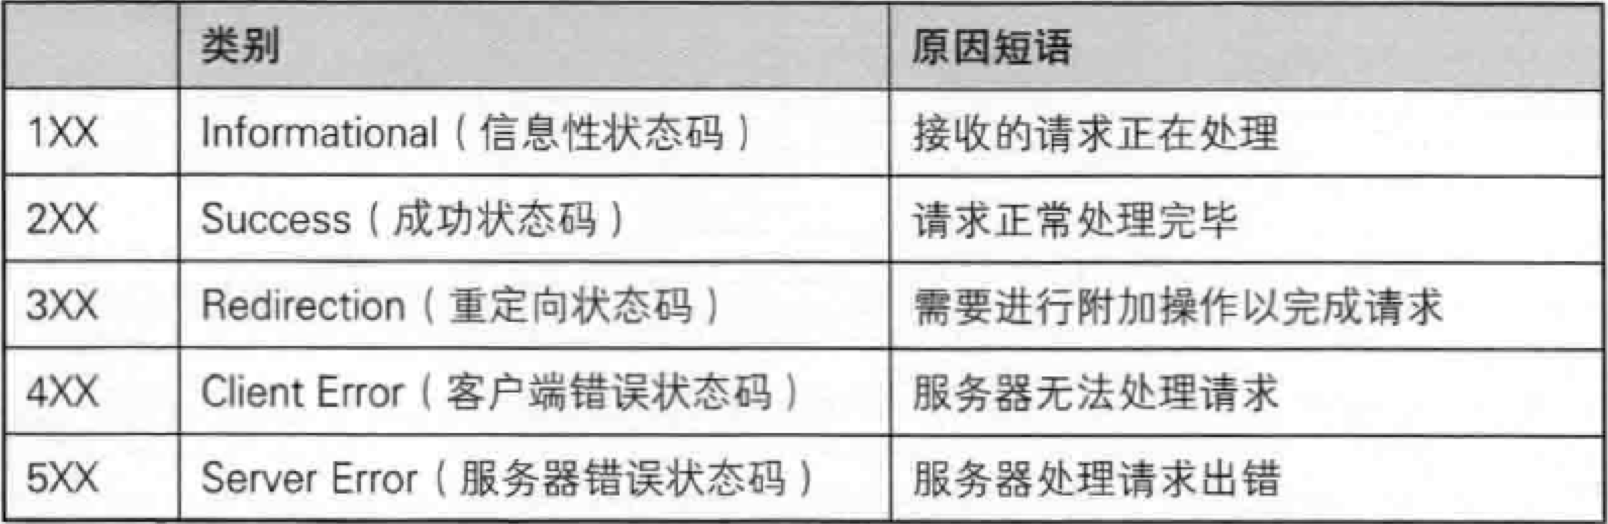 类别 原因短语
1XX Informational（信息性状态码） 接收的请求正在处理
2XX Success（成功状态码） 请求正常处理完毕
3XX Redirection（重定向状态码） 需要进行附加操作以完成请求
4XX Client Error（客户端错误状态码） 服务器无法处理请求
5XX Server Error（服务器错误状态码） 服务器处理请求出错